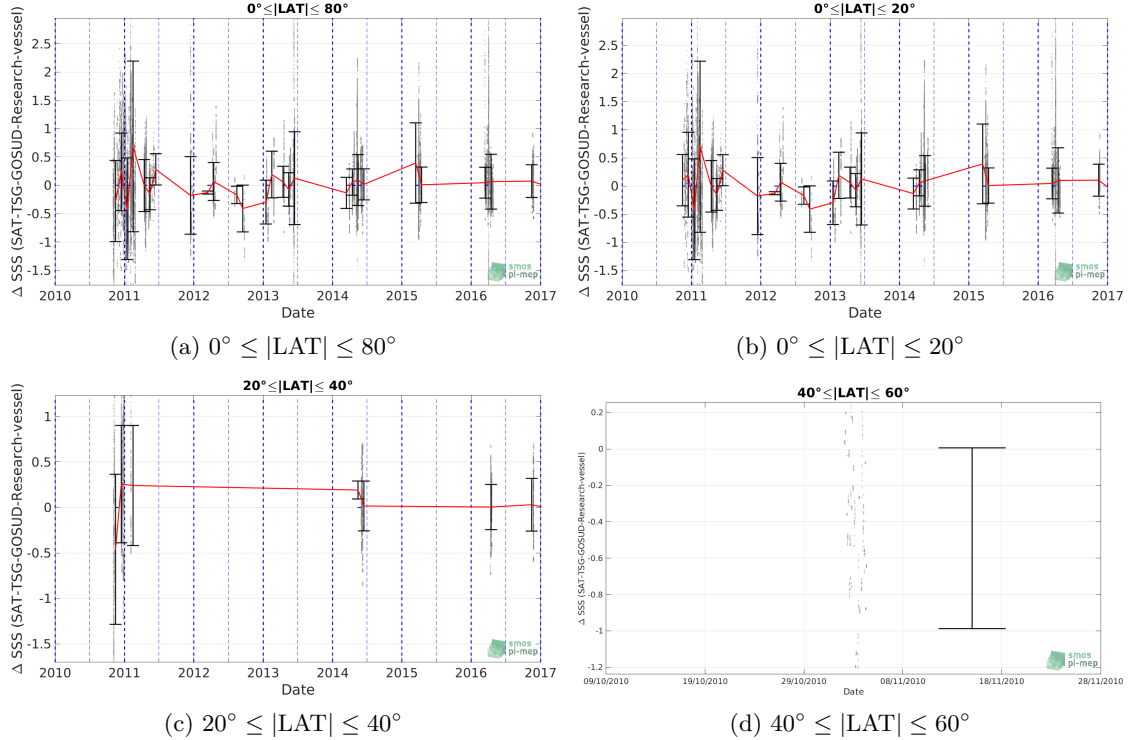 0°≤|LAT|≤ 80°
Δ SSS (SAT-TSG-GOSUD-Research-vessel)
2.5
2
1.5
1
0.5
0
-0.5
-1
-1.5
2010 2011 2012 2013 2014 2015 2016 2017
Date
smos
pi-mep
(a) 0° ≤ |LAT| ≤ 80°
0°≤|LAT|≤ 20°
Δ SSS (SAT-TSG-GOSUD-Research-vessel)
2.5
2
1.5
1
0.5
0
-0.5
-1
-1.5
2010 2011 2012 2013 2014 2015 2016 2017
Date
smos
pi-mep
(b) 0° ≤ |LAT| ≤ 20°
20°≤|LAT|≤ 40°
Δ SSS (SAT-TSG-GOSUD-Research-vessel)
1
0.5
0
-0.5
-1
-1.5
2010 2011 2012 2013 2014 2015 2016 2017
Date
smos
pi-mep
(c) 20° ≤ |LAT| ≤ 40°
40°≤|LAT|≤ 60°
Δ SSS (SAT-TSG-GOSUD-Research-vessel)
0.2
0
-0.2
-0.4
-0.6
-0.8
-1
-1.2
09/10/2010 19/10/2010 29/10/2010 08/11/2010 18/11/2010 28/11/2010
Date
smos
pi-mep
(d) 40° ≤ |LAT| ≤ 60°